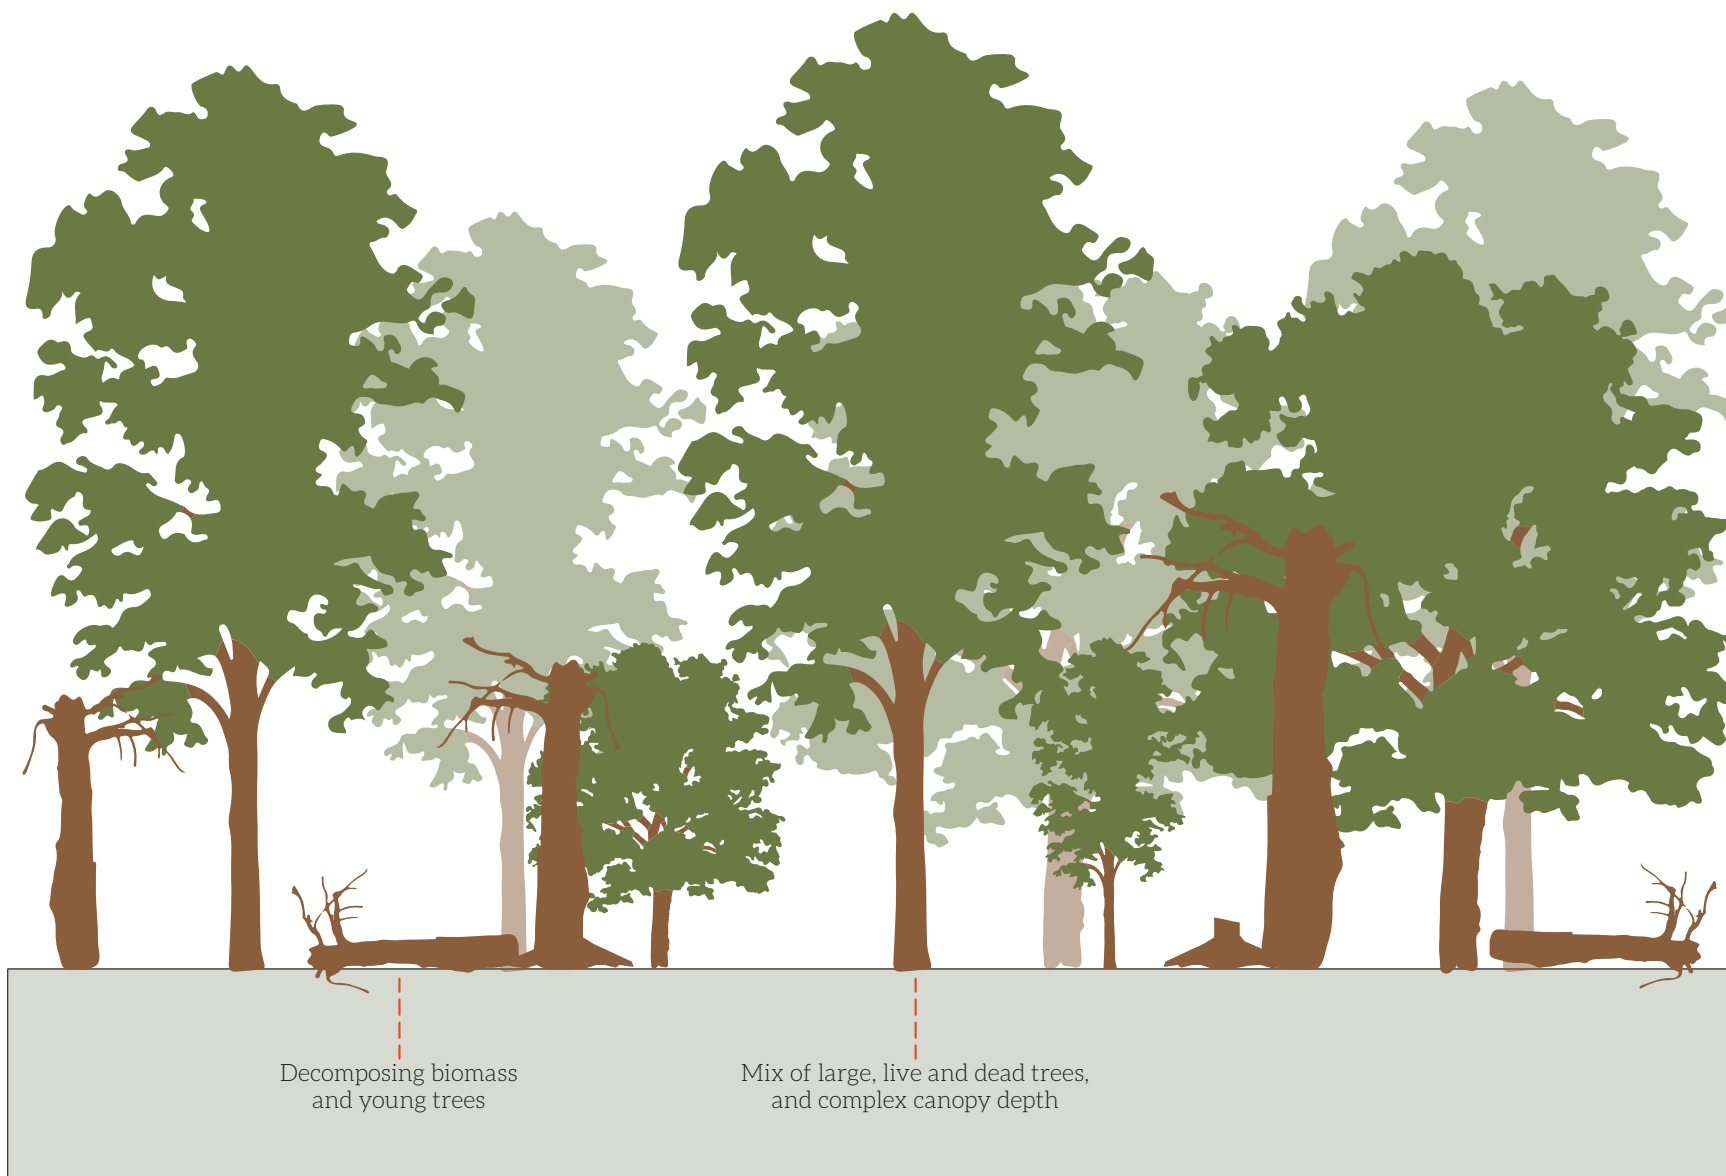 Decomposing biomass
and young trees
Mix of large, live and dead trees,
and complex canopy depth